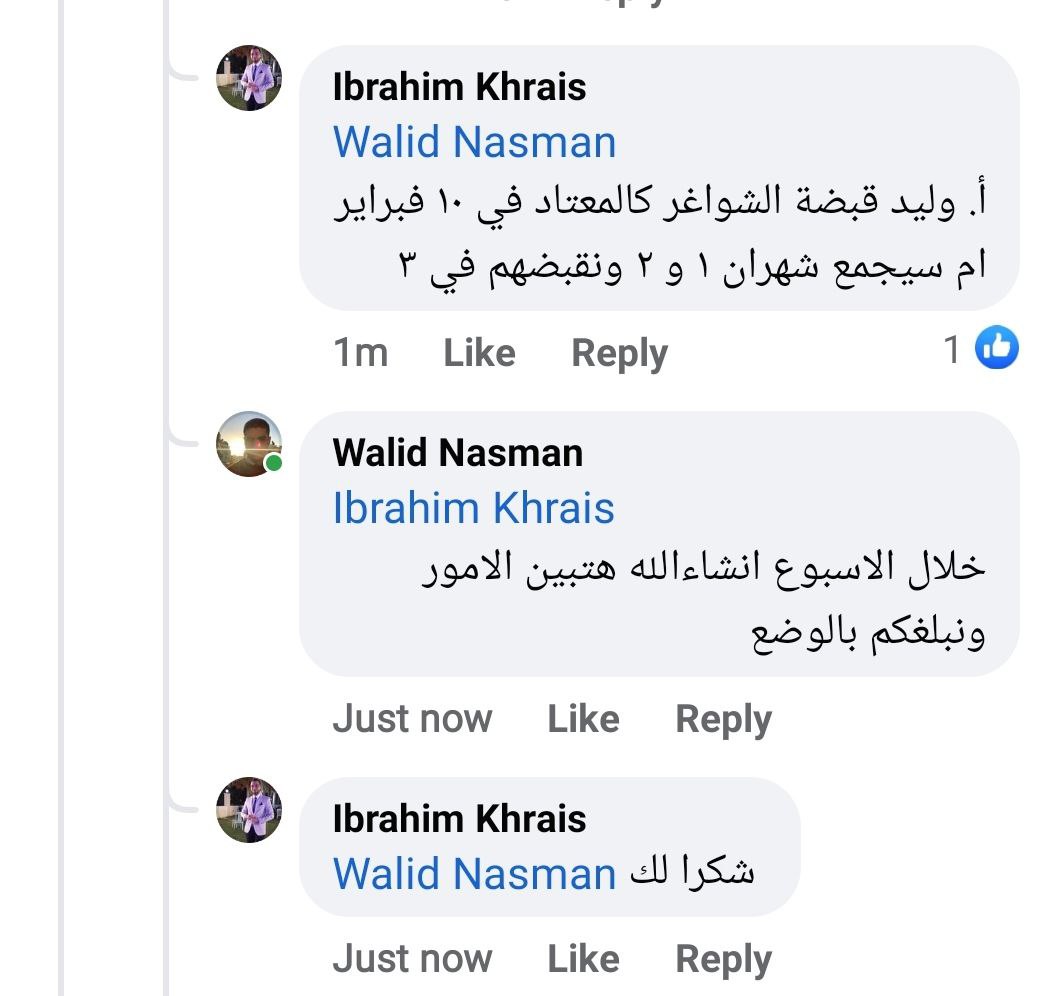 Ibrahim Khrais
Walid Nasman
أ. وليد قبضة الشواغر كالمعتاد في ١٠ فبراير
ام سيجمع شهران ١ و ٢ ونقبضهم في ٣
1m Like Reply 1
Walid Nasman
Ibrahim Khrais
خلال الاسبوع انشاءالله هتبين الامور
ونبلغكم بالوضع
Just now Like Reply
Ibrahim Khrais
Walid Nasman شكرا لك
Just now Like Reply